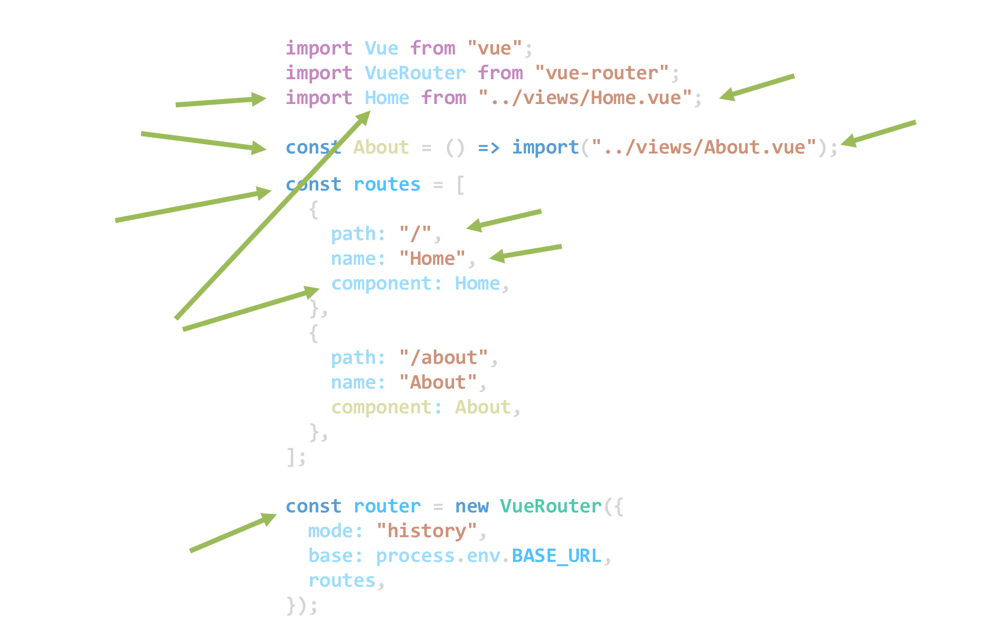 import Vue from "vue";
import VueRouter from "vue-router";
import Home from "../views/Home.vue";
const About = () => import("../views/About.vue");
const routes = [
  {
    path: "/",
    name: "Home",
    component: Home,
  },
  {
    path: "/about",
    name: "About",
    component: About,
  },
];
const router = new VueRouter({
  mode: "history",
  base: process.env.BASE_URL,
  routes,
});